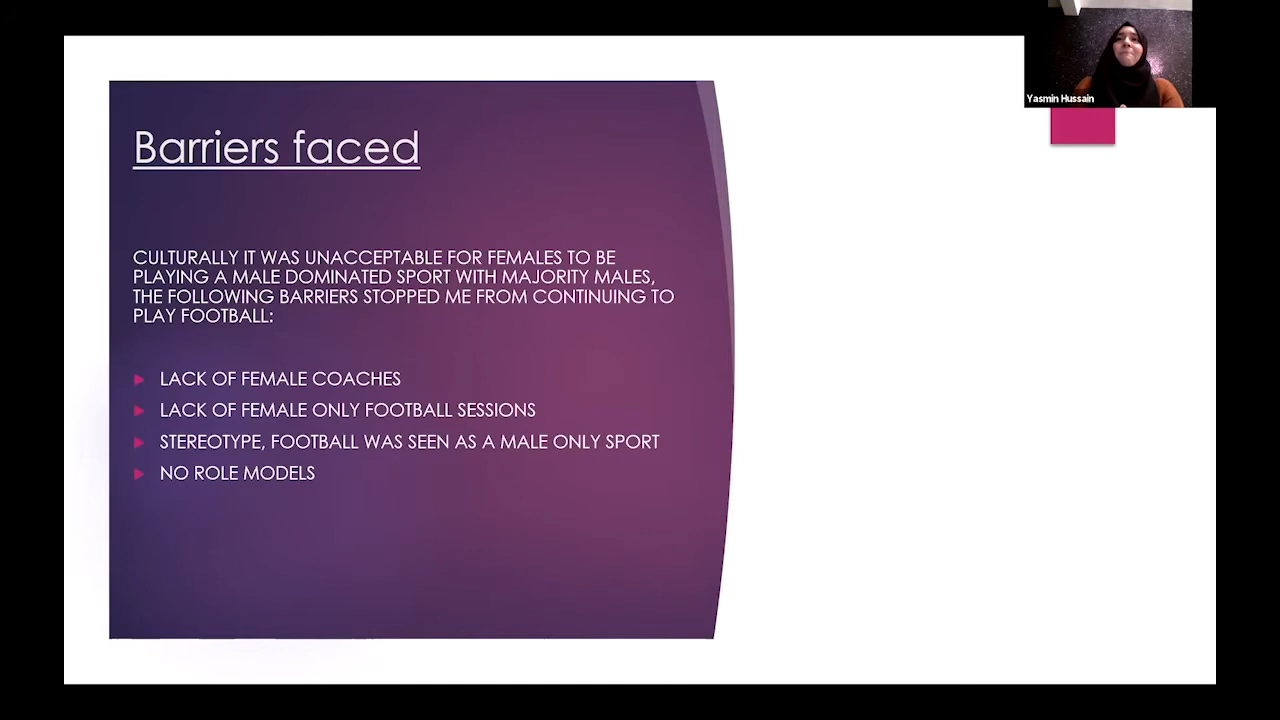 Yasmin Hussain
Barriers faced
CULTURALLY IT WAS UNACCEPTABLE FOR FEMALES TO BE
PLAYING A MALE DOMINATED SPORT WITH MAJORITY MALES,
THE FOLLOWING BARRIERS STOPPED ME FROM CONTINUING TO
PLAY FOOTBALL:
LACK OF FEMALE COACHES
LACK OF FEMALE ONLY FOOTBALL SESSIONS
STEREOTYPE, FOOTBALL WAS SEEN AS A MALE ONLY SPORT
NO ROLE MODELS